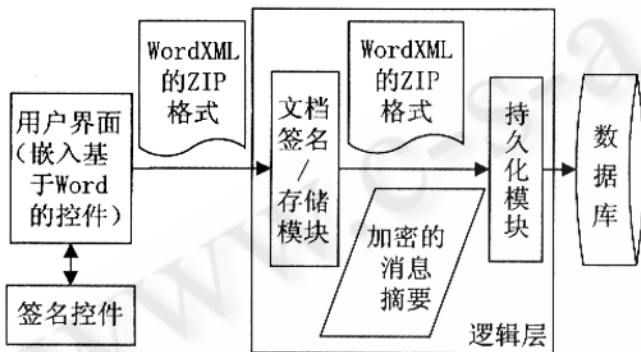 WordXML
的ZIP
格式
WordXML
的ZIP
格式
用户界面
(嵌入基
于Word
的控件)
文档
签名
/
存储
模块
持
久
化
模
块
数
据
库
加密的
消息
摘要
签名控件
逻辑层
www.c-s-a